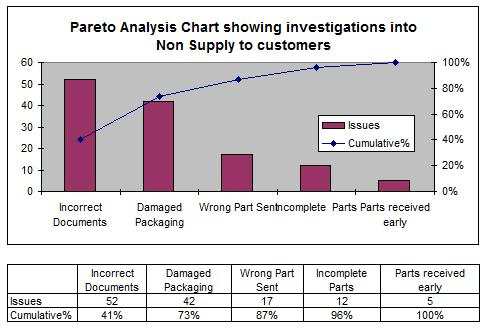 Pareto Analysis Chart showing investigations into
Non Supply to customers
60
50
40
30
20
10
0
100%
80%
60%
40%
20%
0%
Issues
Cumulative%
Incorrect Documents
Damaged Packaging
Wrong Part Sent
Incomplete Parts
Parts received early
Incorrect Damaged Wrong Part Incomplete Parts received
Documents Packaging Sent Parts early
Issues 52 42 17 12 5
Cumulative% 41% 73% 87% 96% 100%